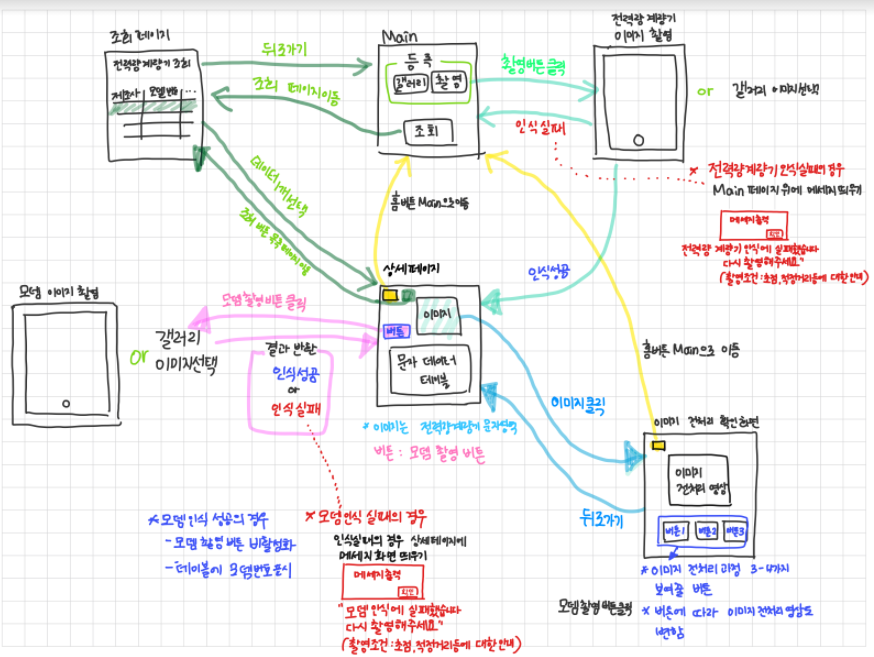 조회 페이지
전력량 계량기 조회
제조사 모델번호 ...
뒤로가기
조회 페이지이동
Main
등록
갤러리 촬영
조회
촬영버튼클릭
인식실패
전력량계량기
이미지 촬영
or 갤러리 이미지선택
* 전력량계량기 인식실패의 경우
Main 페이지 위에 메세지 띄우기
메세지출력
확인
전력량 계량기 인식에 실패했습니다
다시 촬영해주세요."
(촬영조건:초점,적정거리등에 대한안내)
데이터 1개선택
홈버튼 Main으로이동
인식성공
상세페이지
이미지
버튼
문자 데이터
테이블
* 이미지는 전력량계량기 문자영역
버튼 : 모뎀 촬영 버튼
모뎀 이미지 촬영
or 갤러리
이미지선택
모뎀촬영버튼 클릭
결과 반환
인식성공
or
인식실패
이미지클릭
뒤로가기
홈버튼 Main으로 이동
이미지 전처리 확인화면
이미지
전처리 영상
버튼1 버튼2 버튼3
* 이미지 전처리 과정 3-4가지
보여줄 버튼
* 버튼에 따라 이미지전처리영상도
변함
모뎀촬영버튼클릭
* 모뎀인식 성공의 경우
- 모뎀 촬영 버튼 비활성화
- 테이블에 모뎀번호 표시
* 모뎀인식 실패의 경우
인식실패의 경우 상세페이지에
메세지 화면 띄우기
메세지출력
확인
"모뎀 인식에 실패했습니다
다시 촬영해주세요"
(촬영조건:초점,적정거리등에 대한안내)